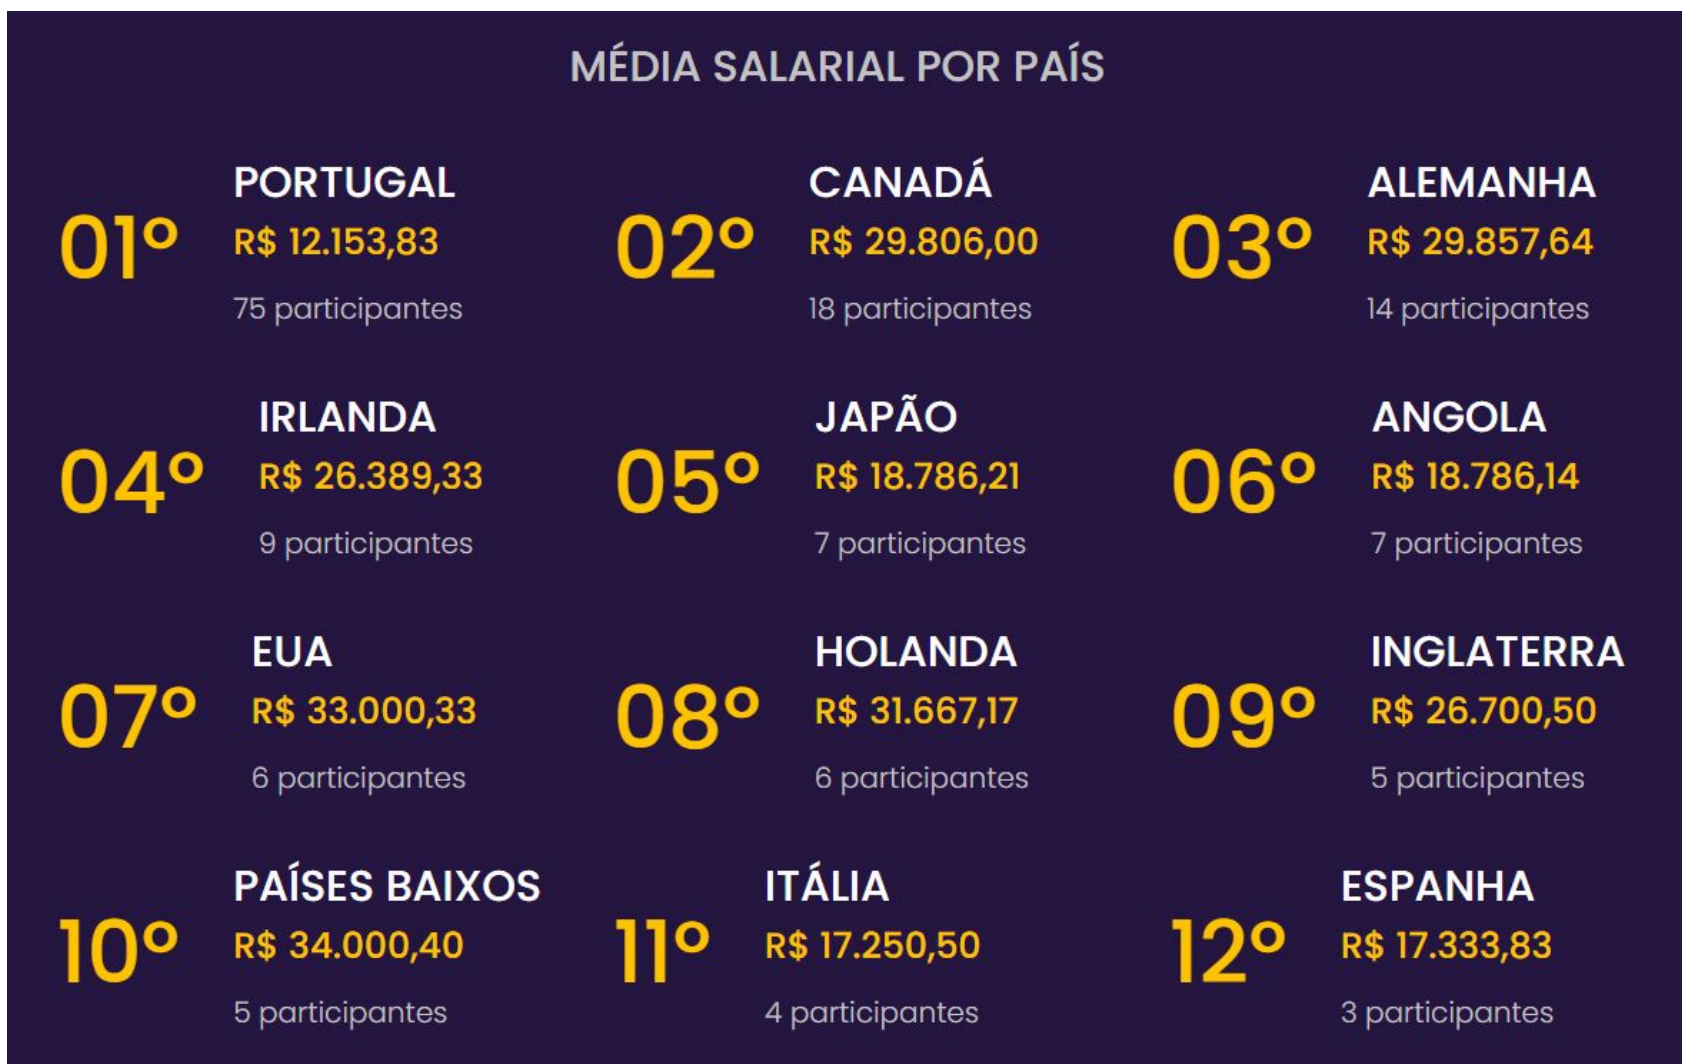 MÉDIA SALARIAL POR PAÍS
01º
PORTUGAL
R$ 12.153,83
75 participantes
02º
CANADÁ
R$ 29.806,00
18 participantes
03º
ALEMANHA
R$ 29.857,64
14 participantes
04º
IRLANDA
R$ 26.389,33
9 participantes
05º
JAPÃO
R$ 18.786,21
7 participantes
06º
ANGOLA
R$ 18.786,14
7 participantes
07º
EUA
R$ 33.000,33
6 participantes
08º
HOLANDA
R$ 31.667,17
6 participantes
09º
INGLATERRA
R$ 26.700,50
5 participantes
10º
PAÍSES BAIXOS
R$ 34.000,40
5 participantes
11º
ITÁLIA
R$ 17.250,50
4 participantes
12º
ESPANHA
R$ 17.333,83
3 participantes